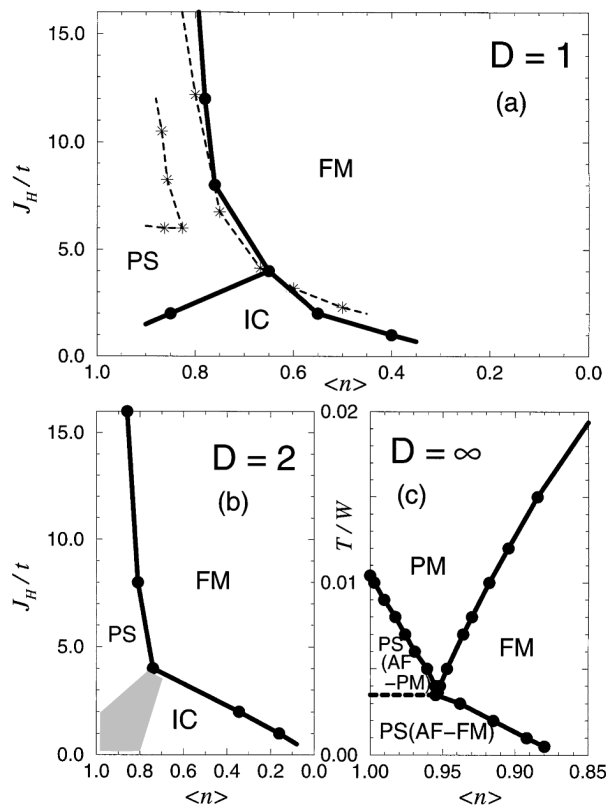 15.0
D = 1
(a)
10.0
FM
J_H / t
5.0
PS
IC
0.0
1.0 0.8 0.6 0.4 0.2 0.0
<n>
15.0
D = 2
(b)
10.0
FM
J_H / t
PS
5.0
IC
0.0
1.0 0.8 0.6 0.4 0.2 0.0
<n>
0.02
D = ∞
(c)
T / W
PM
0.01
FM
PS
(AF
−PM)
PS(AF−FM)
0.00
1.00 0.95 0.90 0.85
<n>